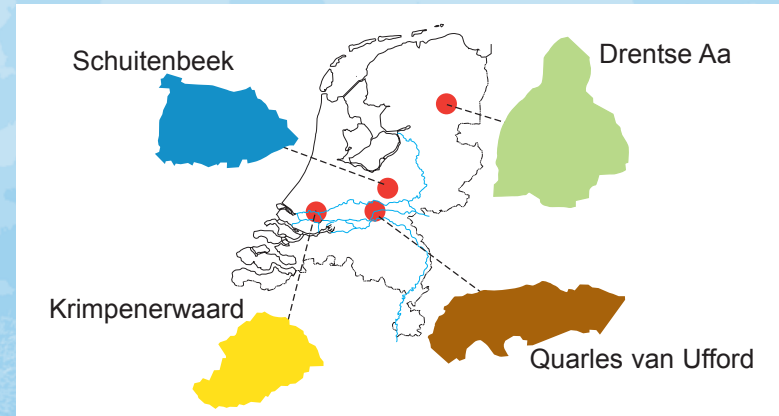 Schuitenbeek
Drentse Aa
Krimpenerwaard
Quarles van Ufford